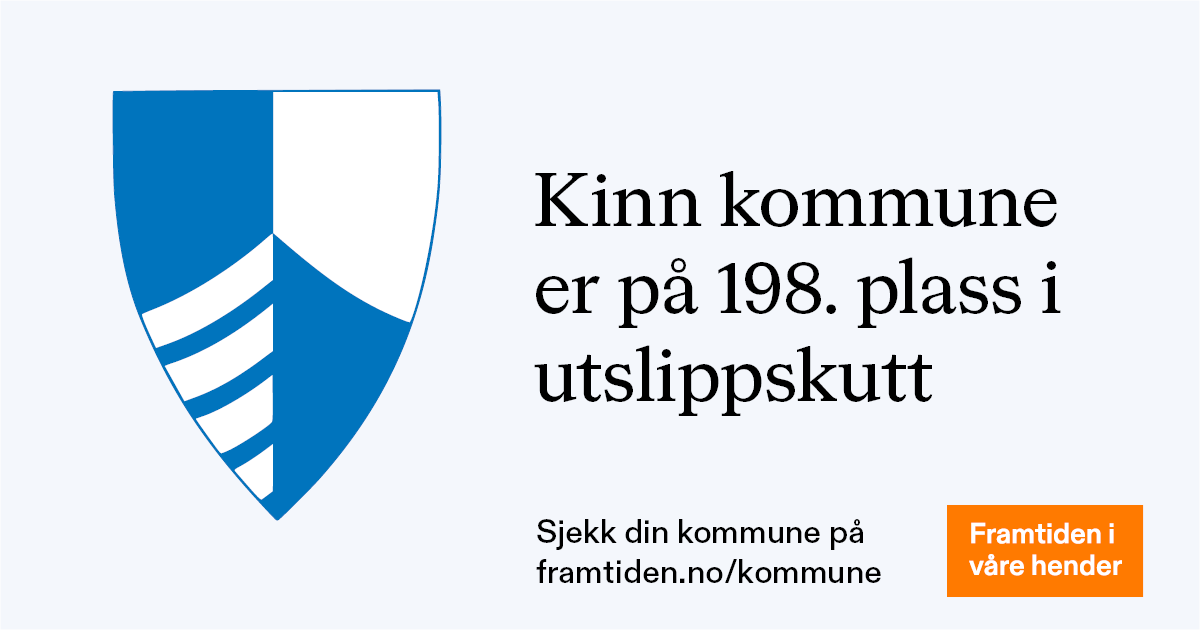 Kinn kommune
er på 198. plass i
utslippskutt
Sjekk din kommune på
framtiden.no/kommune
Framtiden i
våre hender